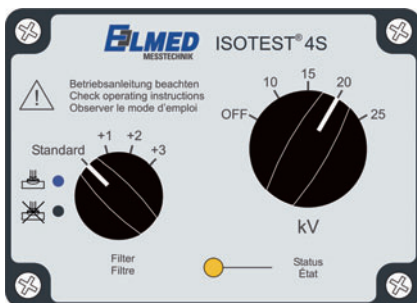 ELMED
MESSTECHNIK
ISOTEST® 4S
Betriebsanleitung beachten
Check operating instructions
Observer le mode d'emploi
OFF
10
15
20
25
kV
Standard
+1
+2
+3
Filter
Filtre
Status
État